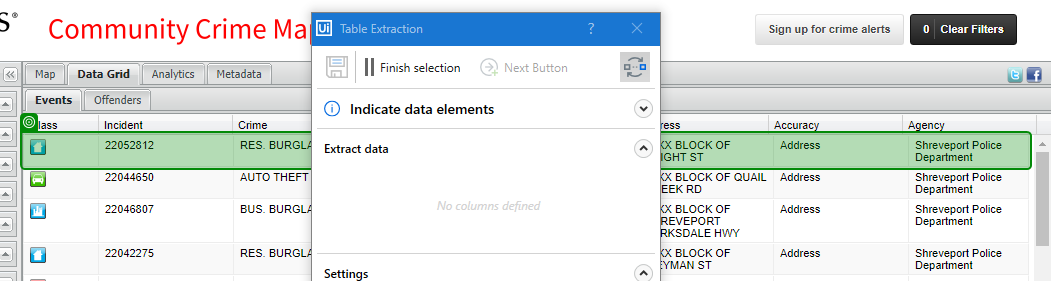 S®
Community Crime Ma
Ui Table Extraction ? ×
Sign up for crime alerts
0 Clear Filters
Finish selection
Next Button
Map Data Grid Analytics Metadata
Events Offenders
i Indicate data elements
lass Incident Crime ress Accuracy Agency
22052812 RES. BURGLA XX BLOCK OF Address Shreveport Police
IGHT ST Department
Extract data
22044650 AUTO THEFT XX BLOCK OF QUAIL Address Shreveport Police
EEK RD Department
No columns defined
22046807 BUS. BURGLA XX BLOCK OF Address Shreveport Police
REVEPORT Department
RKSDALE HWY
22042275 RES. BURGLA XX BLOCK OF Address Shreveport Police
EYMAN ST Department
Settings